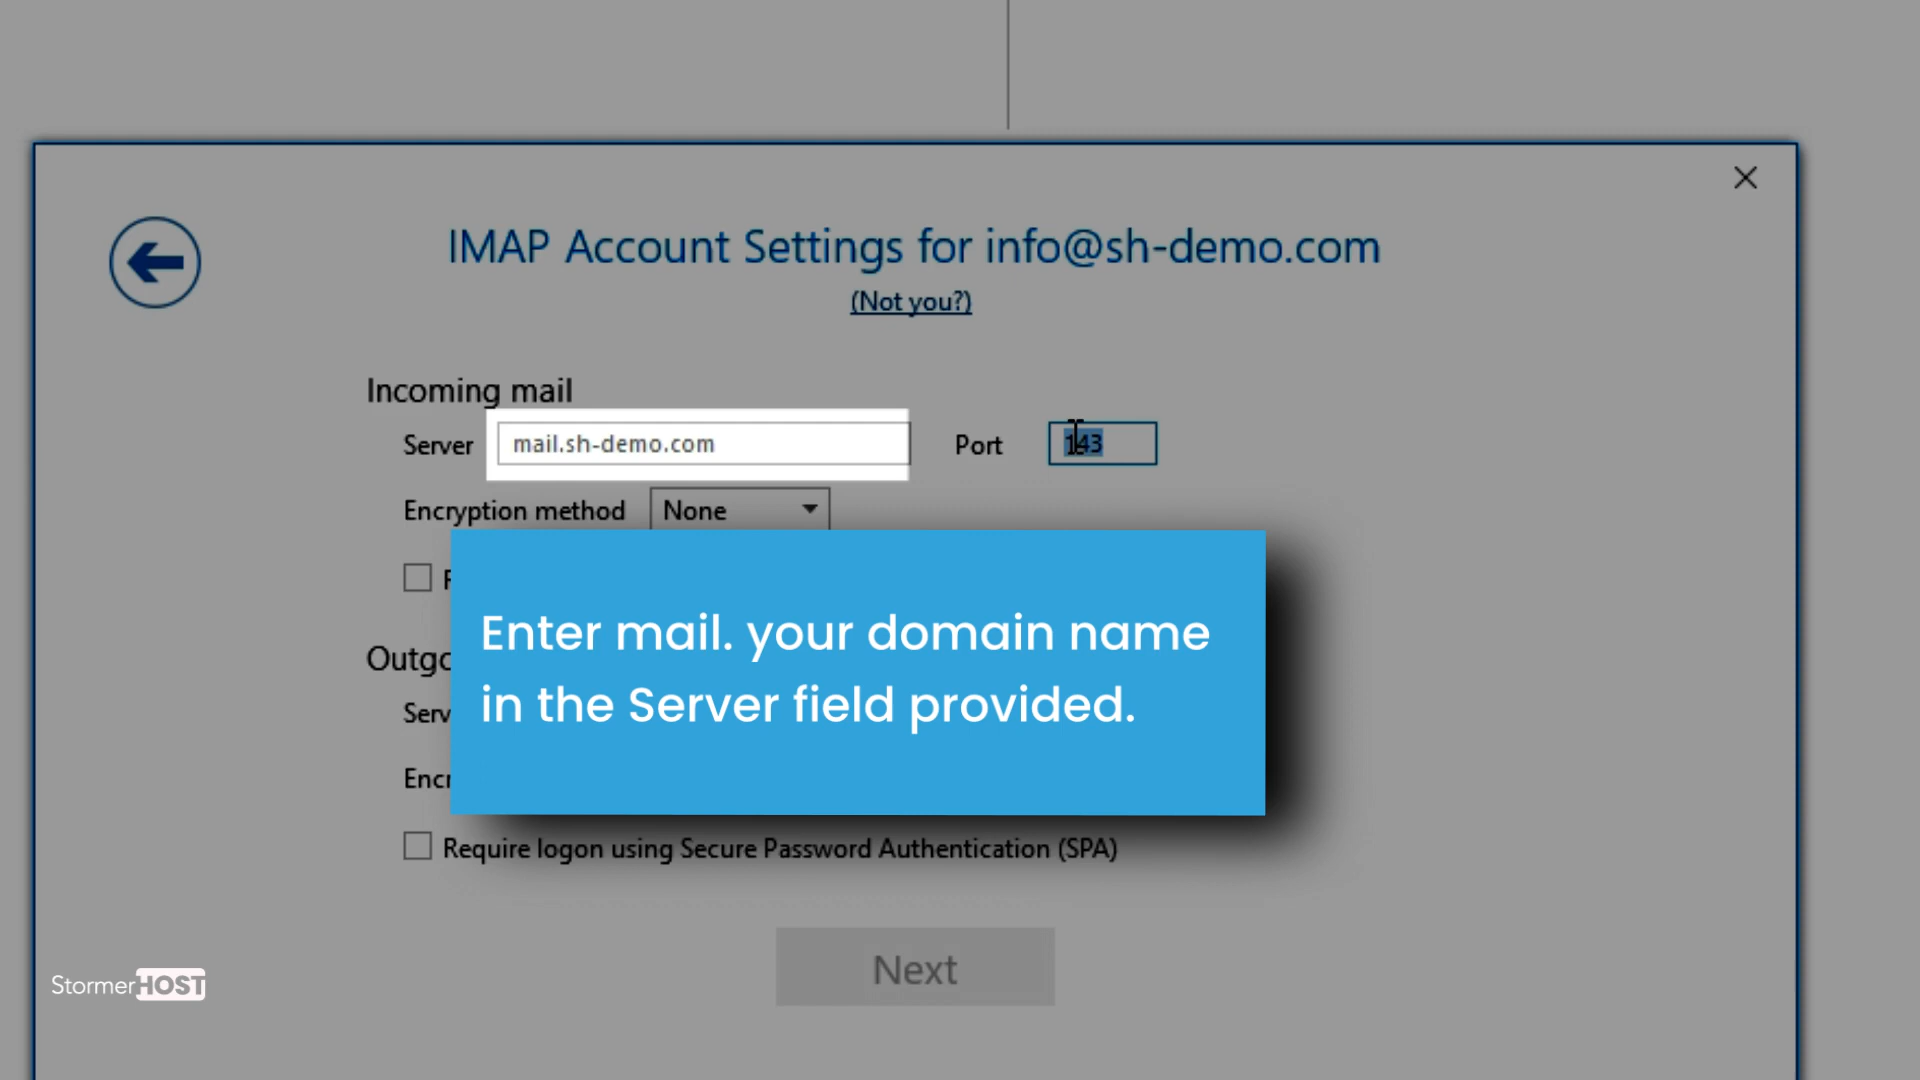 IMAP Account Settings for info@sh-demo.com
(Not you?)
Incoming mail
Server mail.sh-demo.com Port 143
Encryption method None
Enter mail. your domain name
in the Server field provided.
Require logon using Secure Password Authentication (SPA)
Next
StormerHOST